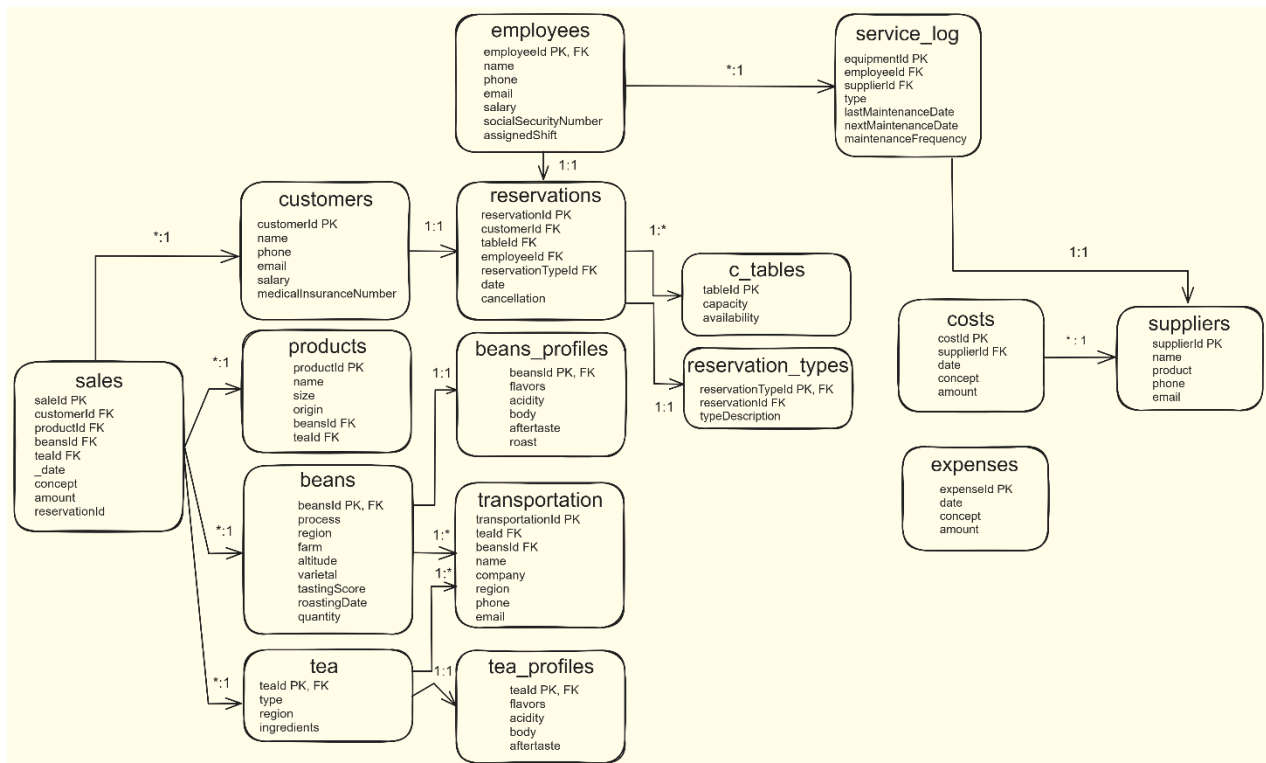 employees
employeeId PK, FK
name
phone
email
salary
socialSecurityNumber
assignedShift
*:1
service_log
equipmentId PK
employeeId FK
supplierId FK
type
lastMaintenanceDate
nextMaintenanceDate
maintenanceFrequency
1:1
customers
customerId PK
name
phone
email
salary
medicalInsuranceNumber
*:1
1:1
reservations
reservationId PK
customerId FK
tableId FK
employeeId FK
reservationTypeId FK
date
cancellation
1:*
c_tables
tableId PK
capacity
availability
1:1
reservation_types
reservationTypeId PK, FK
reservationId FK
typeDescription
1:1
costs
costId PK
supplierId FK
date
concept
amount
*:1
suppliers
supplierId PK
name
product
phone
email
expenses
expenseId PK
date
concept
amount
sales
saleId PK
customerId FK
productId FK
beansId FK
teaId FK
_date
concept
amount
reservationId
*:1
products
productId PK
name
size
origin
beansId FK
teaId FK
1:1
beans_profiles
beansId PK, FK
flavors
acidity
body
aftertaste
roast
*:1
beans
beansId PK, FK
process
region
farm
altitude
varietal
tastingScore
roastingDate
quantity
1:*
1:*
transportation
transportationId PK
teaId FK
beansId FK
name
company
region
phone
email
*:1
tea
teaId PK, FK
type
region
ingredients
1:1
tea_profiles
teaId PK, FK
flavors
acidity
body
aftertaste